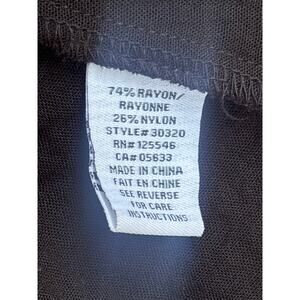 74% RAYON/
RAYONNE
26% NYLON
STYLE# 30320
RN# 125546
CA# 05633
MADE IN CHINA
FAIT EN CHINE
SEE REVERSE
FOR CARE
INSTRUCTIONS